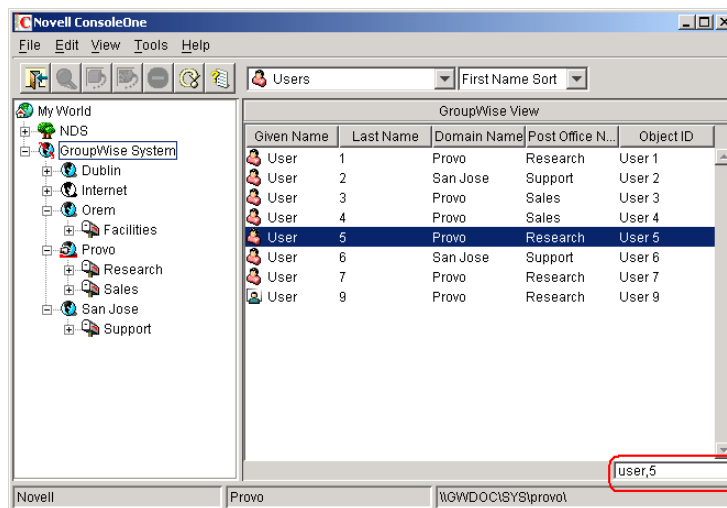 Novell ConsoleOne
File Edit View Tools Help
Users First Name Sort
My World
NDS
GroupWise System
Dublin
Internet
Orem
Facilities
Provo
Research
Sales
San Jose
Support
GroupWise View
Given Name Last Name Domain Name Post Office N... Object ID
User 1 Provo Research User 1
User 2 San Jose Support User 2
User 3 Provo Sales User 3
User 4 Provo Sales User 4
User 5 Provo Research User 5
User 6 San Jose Support User 6
User 7 Provo Research User 7
User 9 Provo Research User 9
user,5
Novell Provo \\GWDOC\SYS\provo\